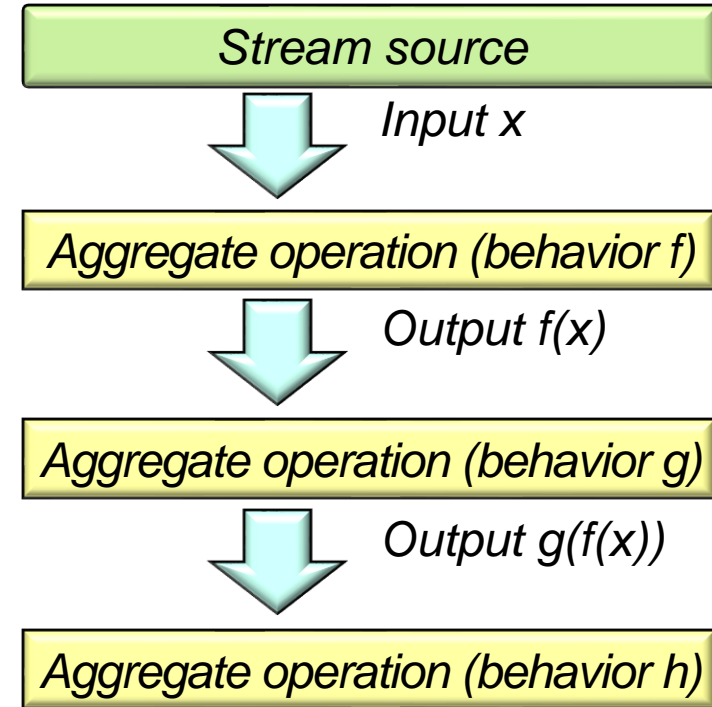 Stream source
Input x
Aggregate operation (behavior f)
Output f(x)
Aggregate operation (behavior g)
Output g(f(x))
Aggregate operation (behavior h)